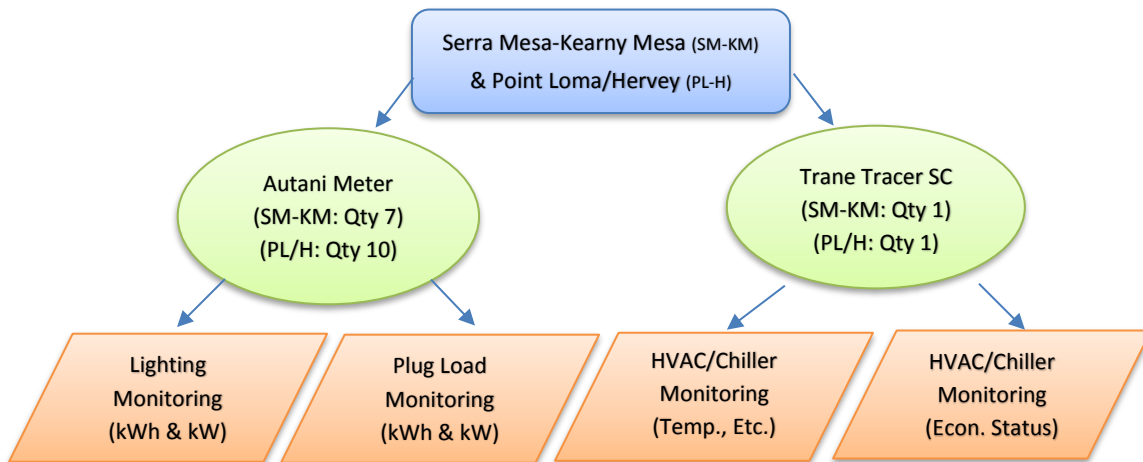 Serra Mesa-Kearny Mesa (SM-KM)
& Point Loma/Hervey (PL-H)
Autani Meter
(SM-KM: Qty 7)
(PL/H: Qty 10)
Trane Tracer SC
(SM-KM: Qty 1)
(PL/H: Qty 1)
Lighting
Monitoring
(kWh & kW)
Plug Load
Monitoring
(kWh & kW)
HVAC/Chiller
Monitoring
(Temp., Etc.)
HVAC/Chiller
Monitoring
(Econ. Status)